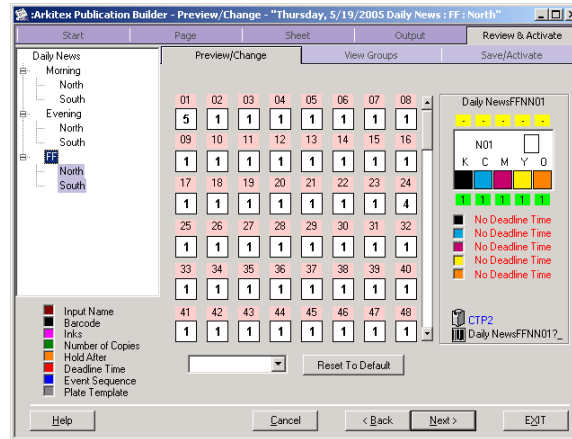 :Arkitex Publication Builder - Preview/Change - "Thursday, 5/19/2005 Daily News : FF : North"
Start Page Sheet Output Review & Activate
Preview/Change View Groups Save/Activate
Daily News
Morning
North
South
Evening
North
South
FF
North
South
01 02 03 04 05 06 07 08
5 1 1 1 1 1 1 1
09 10 11 12 13 14 15 16
1 1 1 1 1 1 1 1
17 18 19 20 21 22 23 24
1 1 1 1 1 1 1 4
25 26 27 28 29 30 31 32
1 1 1 1 1 1 1 1
33 34 35 36 37 38 39 40
1 1 1 1 1 1 1 1
41 42 43 44 45 46 47 48
1 1 1 1 1 1 1 1
Reset To Default
Daily NewsFFNN01
- - - - -
N01
K C M Y O
1 1 1 1 1
No Deadline Time
No Deadline Time
No Deadline Time
No Deadline Time
No Deadline Time
CTP2
Daily NewsFFNN01?_
Input Name
Barcode
Inks
Number of Copies
Hold After
Deadline Time
Event Sequence
Plate Template
Help Cancel < Back Next > EXIT